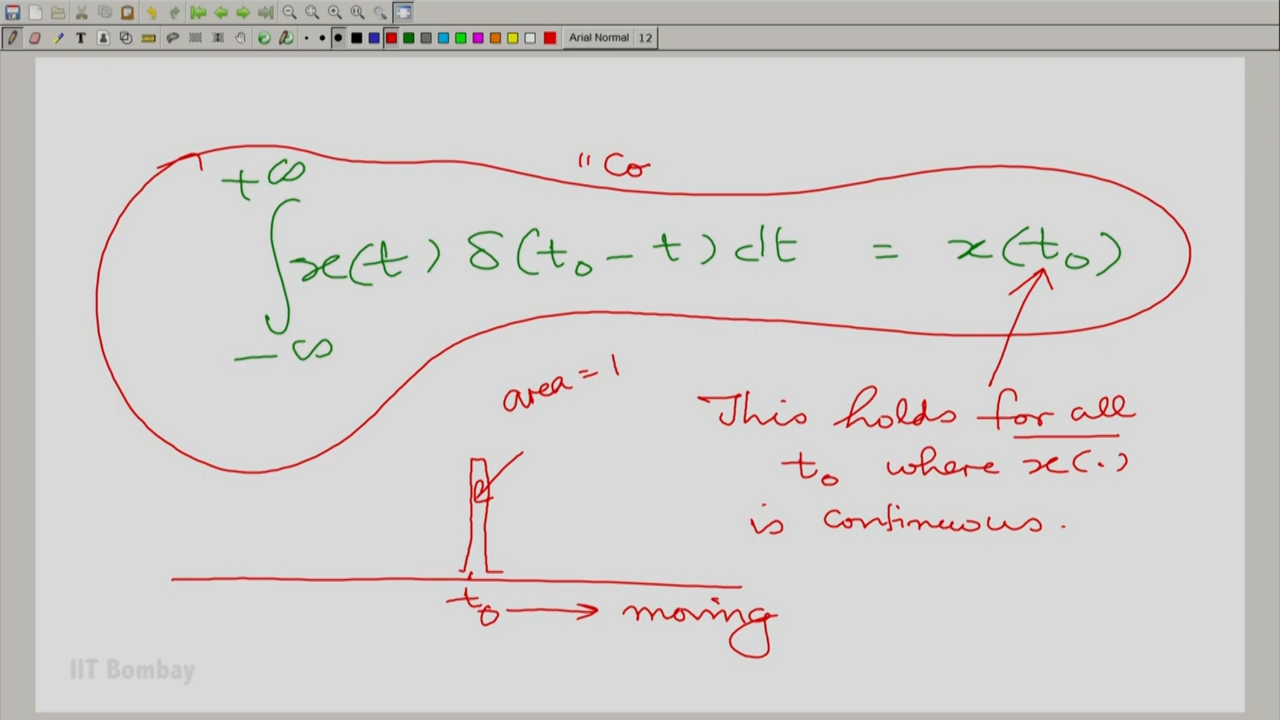 Arial Normal 12
"Co
+∞
∫ x(t) δ(t₀ - t) dt = x(t₀)
-∞
area = 1
This holds for all
t₀ where x(.)
is continuous.
t₀ → moving
IIT Bombay